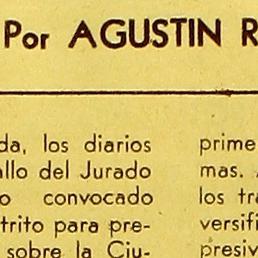 Por AGUSTIN R
da, los diarios
allo del Jurado
o convocado
trito para pre-
sobre la Ciu-
prime
mas.
los tra
versifi
presiv